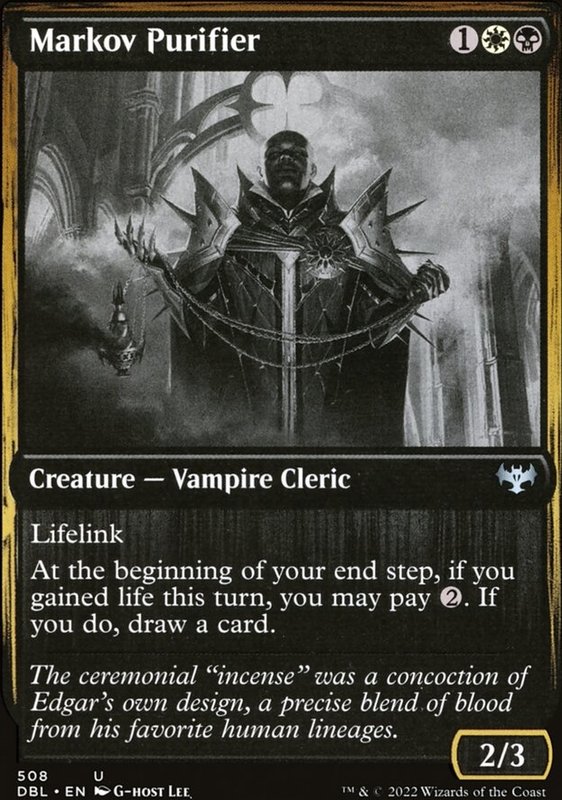 Markov Purifier 1
Creature — Vampire Cleric
Lifelink
At the beginning of your end step, if you
gained life this turn, you may pay 2. If
you do, draw a card.
The ceremonial “incense” was a concoction of
Edgar’s own design, a precise blend of blood
from his favorite human lineages.
2/3
508 U
DBL • EN G-host Lee
™ & © 2022 Wizards of the Coast